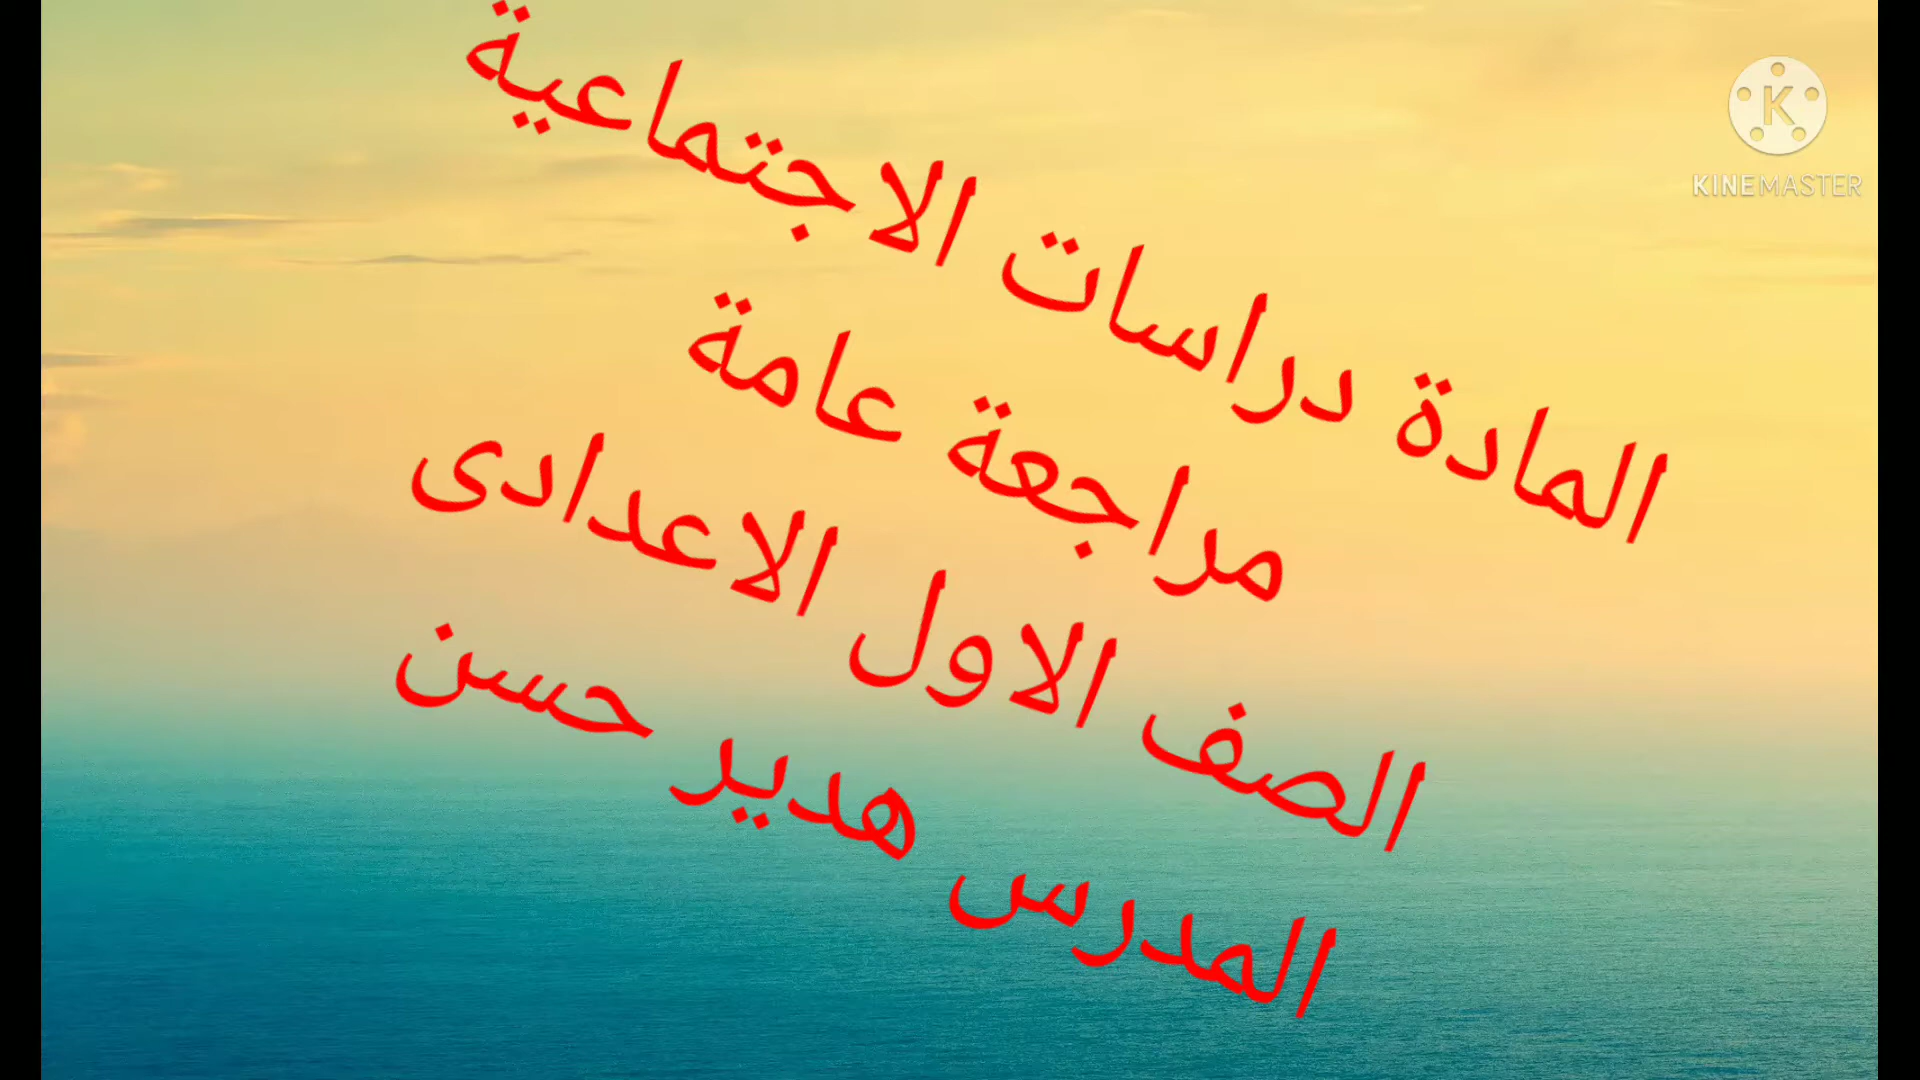 المادة دراسات الاجتماعية
مراجعة عامة
الصف الاول الاعدادى
المدرس هدير حسن
K
KINEMASTER